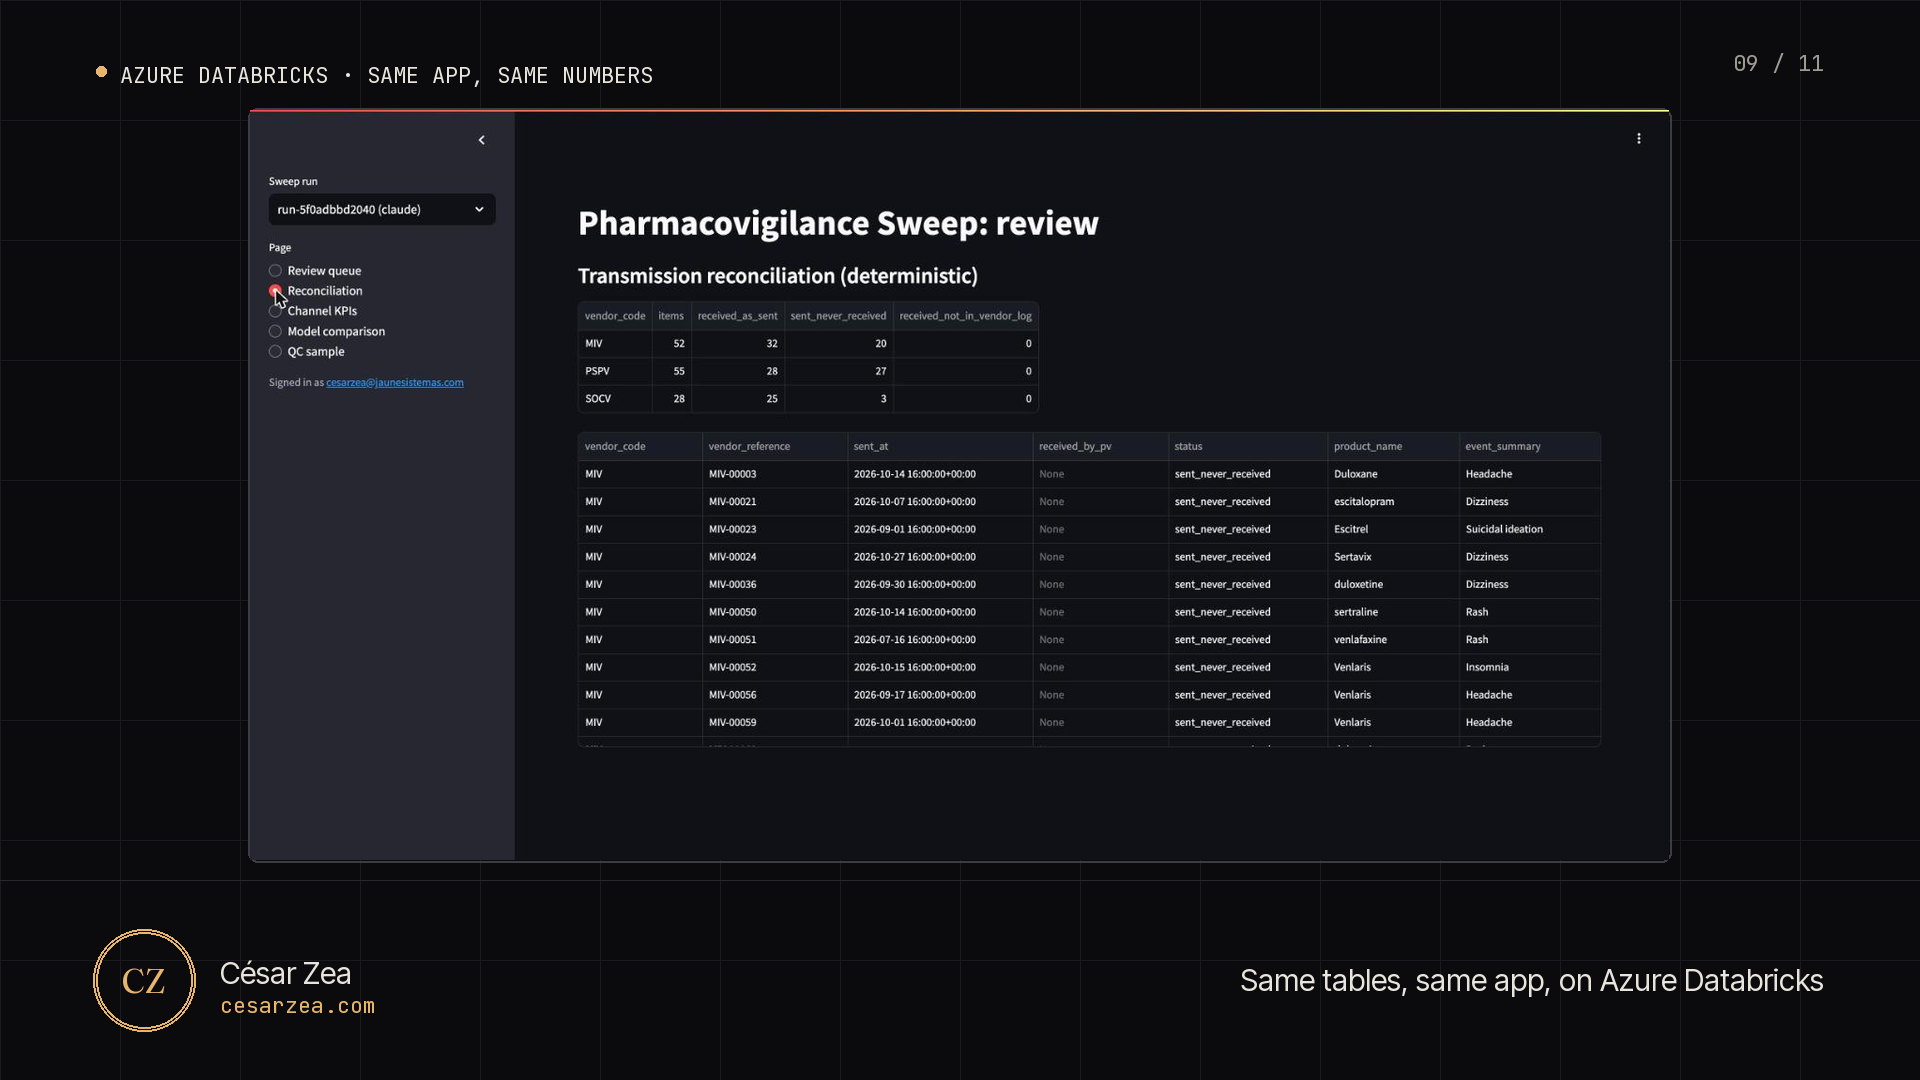 AZURE DATABRICKS · SAME APP, SAME NUMBERS
09 / 11
Sweep run
run-5f0adbbd2040 (claude)
Page
Review queue
Reconciliation
Channel KPIs
Model comparison
QC sample
Signed in as cesarzea@jaunesistemas.com
Pharmacovigilance Sweep: review
Transmission reconciliation (deterministic)
vendor_code items received_as_sent sent_never_received received_not_in_vendor_log
MIV 52 32 20 0
PSPV 55 28 27 0
SOCV 28 25 3 0
vendor_code vendor_reference sent_at received_by_pv status product_name event_summary
MIV MIV-00003 2026-10-14 16:00:00+00:00 None sent_never_received Duloxane Headache
MIV MIV-00021 2026-10-07 16:00:00+00:00 None sent_never_received escitalopram Dizziness
MIV MIV-00023 2026-09-01 16:00:00+00:00 None sent_never_received Escitrel Suicidal ideation
MIV MIV-00024 2026-10-27 16:00:00+00:00 None sent_never_received Sertavix Dizziness
MIV MIV-00036 2026-09-30 16:00:00+00:00 None sent_never_received duloxetine Dizziness
MIV MIV-00050 2026-10-14 16:00:00+00:00 None sent_never_received sertraline Rash
MIV MIV-00051 2026-07-16 16:00:00+00:00 None sent_never_received venlafaxine Rash
MIV MIV-00052 2026-10-15 16:00:00+00:00 None sent_never_received Venlaris Insomnia
MIV MIV-00056 2026-09-17 16:00:00+00:00 None sent_never_received Venlaris Headache
MIV MIV-00059 2026-10-01 16:00:00+00:00 None sent_never_received Venlaris Headache
CZ
César Zea
cesarzea.com
Same tables, same app, on Azure Databricks